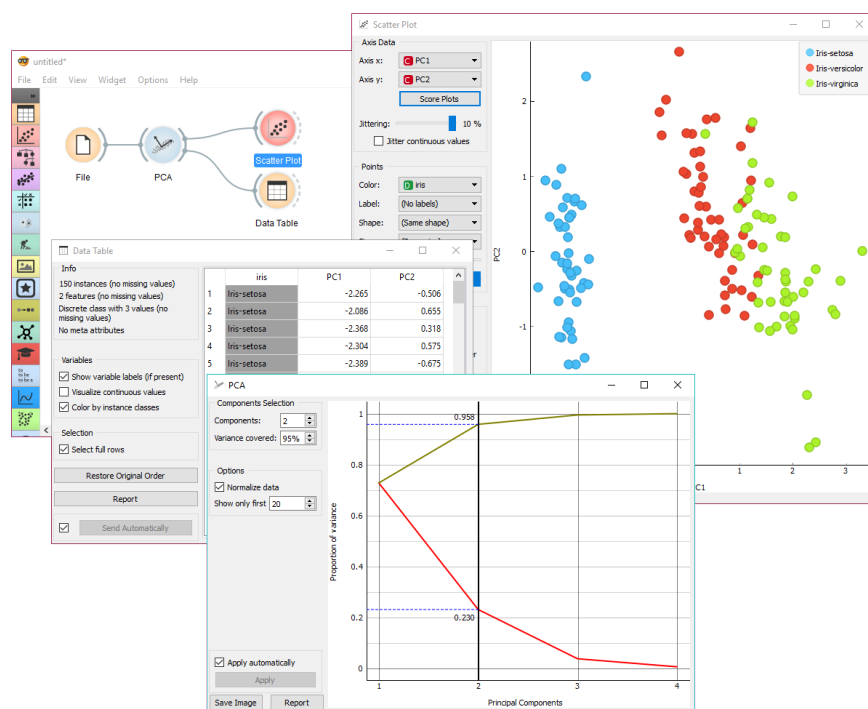 Scatter Plot
Axis Data
Axis x:
C PC1
Axis y:
C PC2
Score Plots
Jittering:
10 %
Jitter continuous values
Points
Color:
D iris
Label:
(No labels)
Shape:
(Same shape)
PC2
2
1
0
-1
1
2
3
PC1
Iris-setosa
Iris-versicolor
Iris-virginica
untitled*
File Edit View Widget Options Help
File
PCA
Scatter Plot
Data Table
Data Table
Info
150 instances (no missing values)
2 features (no missing values)
Discrete class with 3 values (no
missing values)
No meta attributes
Variables
Show variable labels (if present)
Visualize continuous values
Color by instance classes
Selection
Select full rows
Restore Original Order
Report
Send Automatically
iris PC1 PC2
1 Iris-setosa -2.265 -0.506
2 Iris-setosa -2.086 0.655
3 Iris-setosa -2.368 0.318
4 Iris-setosa -2.304 0.575
5 Iris-setosa -2.389 -0.675
PCA
Components Selection
Components: 2
Variance covered: 95%
Options
Normalize data
Show only first 20
Apply automatically
Apply
Save Image Report
Proportion of variance
1
0.8
0.6
0.4
0.2
0
0.958
0.230
1 2 3 4
Principal Components